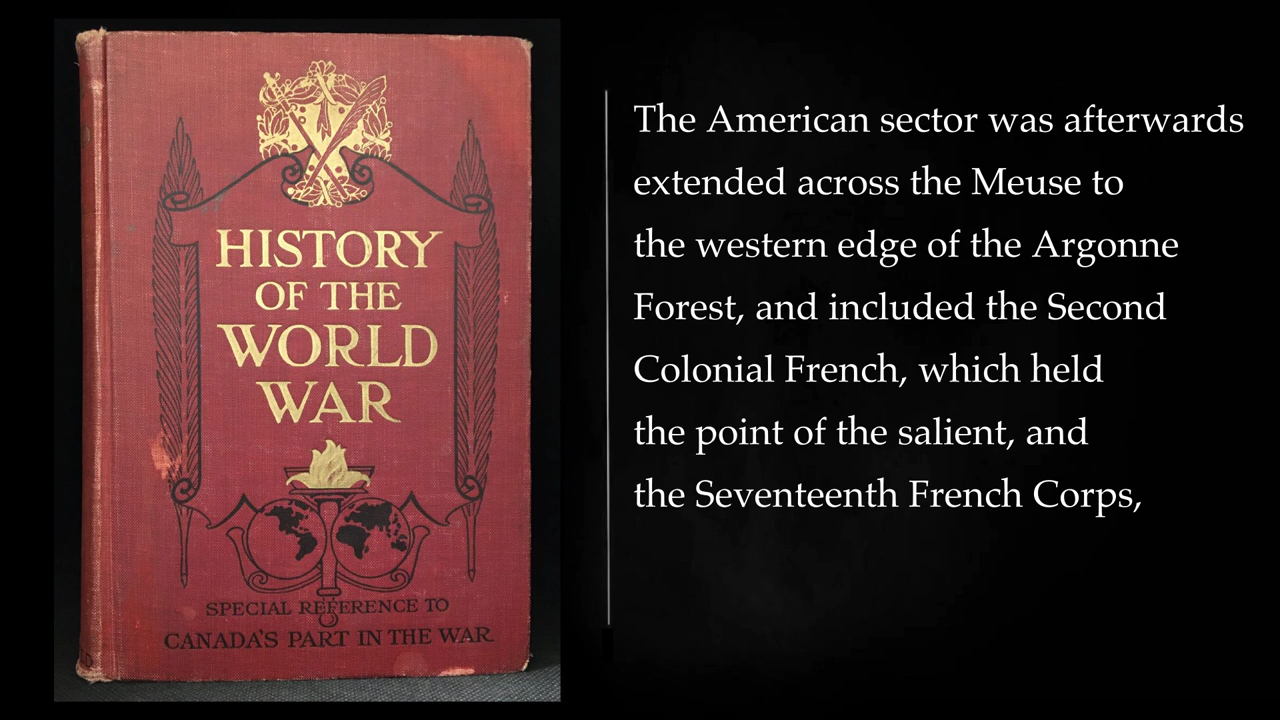 HISTORY
OF THE
WORLD
WAR
SPECIAL REFERENCE TO
CANADA'S PART IN THE WAR
The American sector was afterwards
extended across the Meuse to
the western edge of the Argonne
Forest, and included the Second
Colonial French, which held
the point of the salient, and
the Seventeenth French Corps,